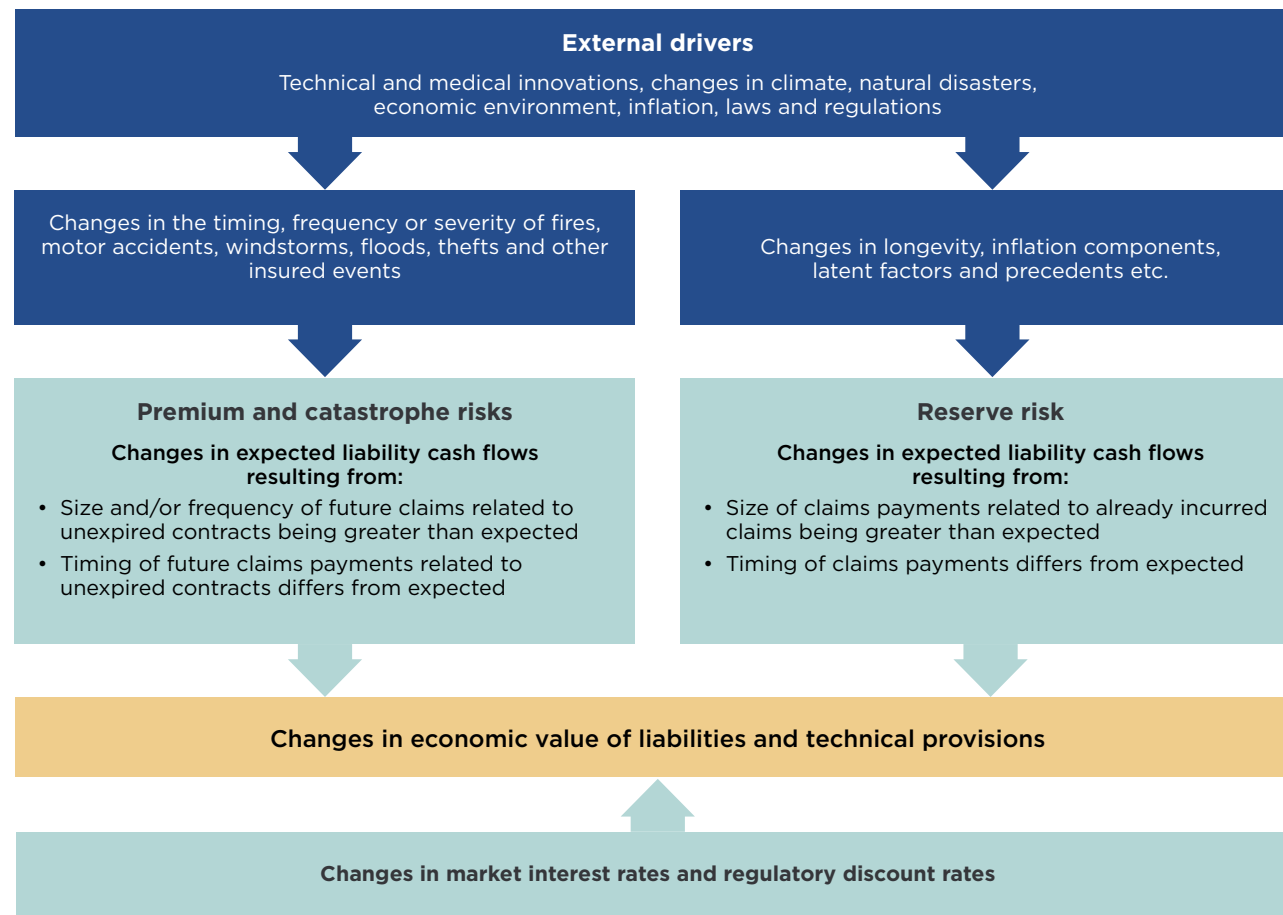 External drivers
Technical and medical innovations, changes in climate, natural disasters,
economic environment, inflation, laws and regulations
Changes in the timing, frequency or severity of fires,
motor accidents, windstorms, floods, thefts and other
insured events
Changes in longevity, inflation components,
latent factors and precedents etc.
Premium and catastrophe risks
Changes in expected liability cash flows
resulting from:
• Size and/or frequency of future claims related to
unexpired contracts being greater than expected
• Timing of future claims payments related to
unexpired contracts differs from expected
Reserve risk
Changes in expected liability cash flows
resulting from:
• Size of claims payments related to already incurred
claims being greater than expected
• Timing of claims payments differs from expected
Changes in economic value of liabilities and technical provisions
Changes in market interest rates and regulatory discount rates